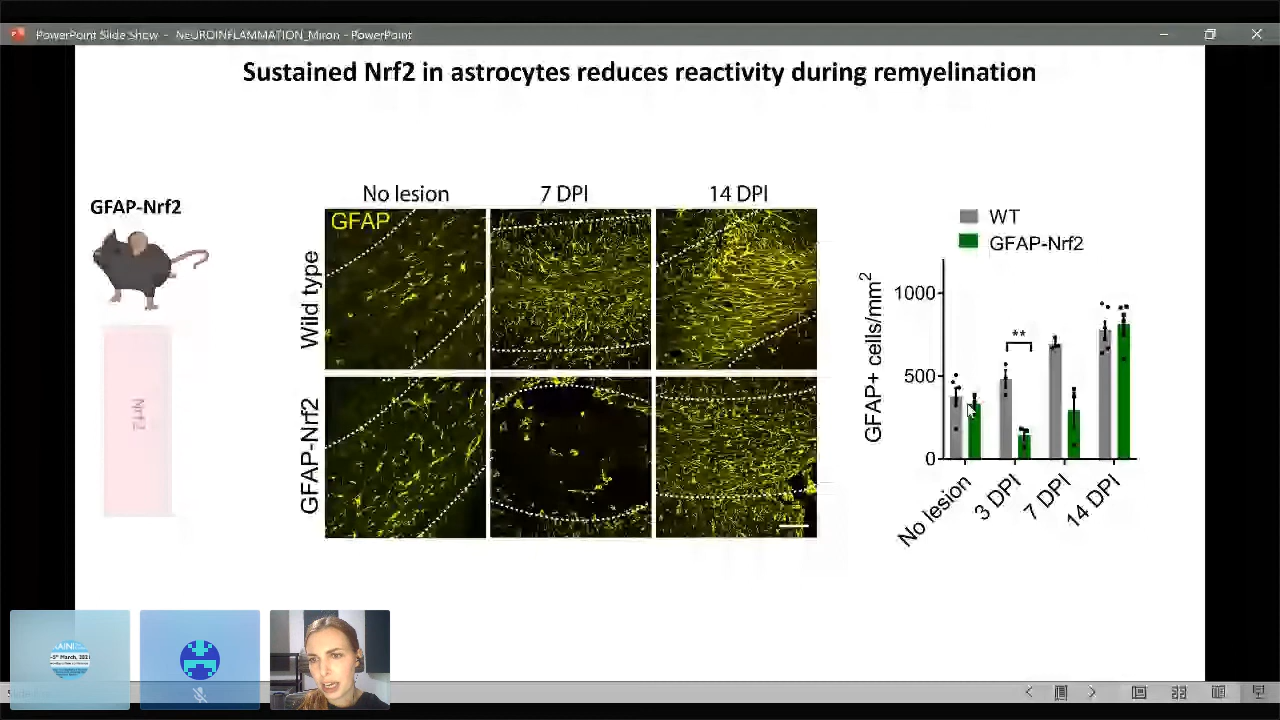 PowerPoint Slide Show - NEUROINFLAMMATION_Miron - PowerPoint
Sustained Nrf2 in astrocytes reduces reactivity during remyelination
GFAP-Nrf2
Nrf2
No lesion 7 DPI 14 DPI
GFAP
Wild type
GFAP-Nrf2
WT
GFAP-Nrf2
GFAP+ cells/mm2
1000
500
0
**
No lesion 3 DPI 7 DPI 14 DPI